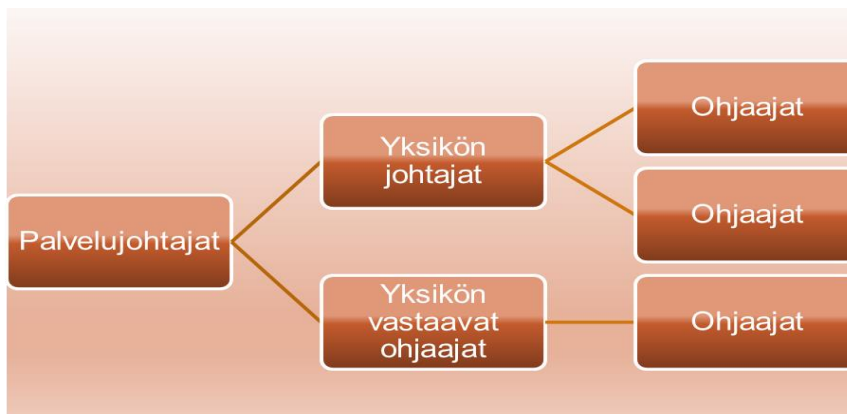 Palvelujohtajat
Yksikön
johtajat
Ohjaajat
Ohjaajat
Yksikön
vastaavat
ohjaajat
Ohjaajat